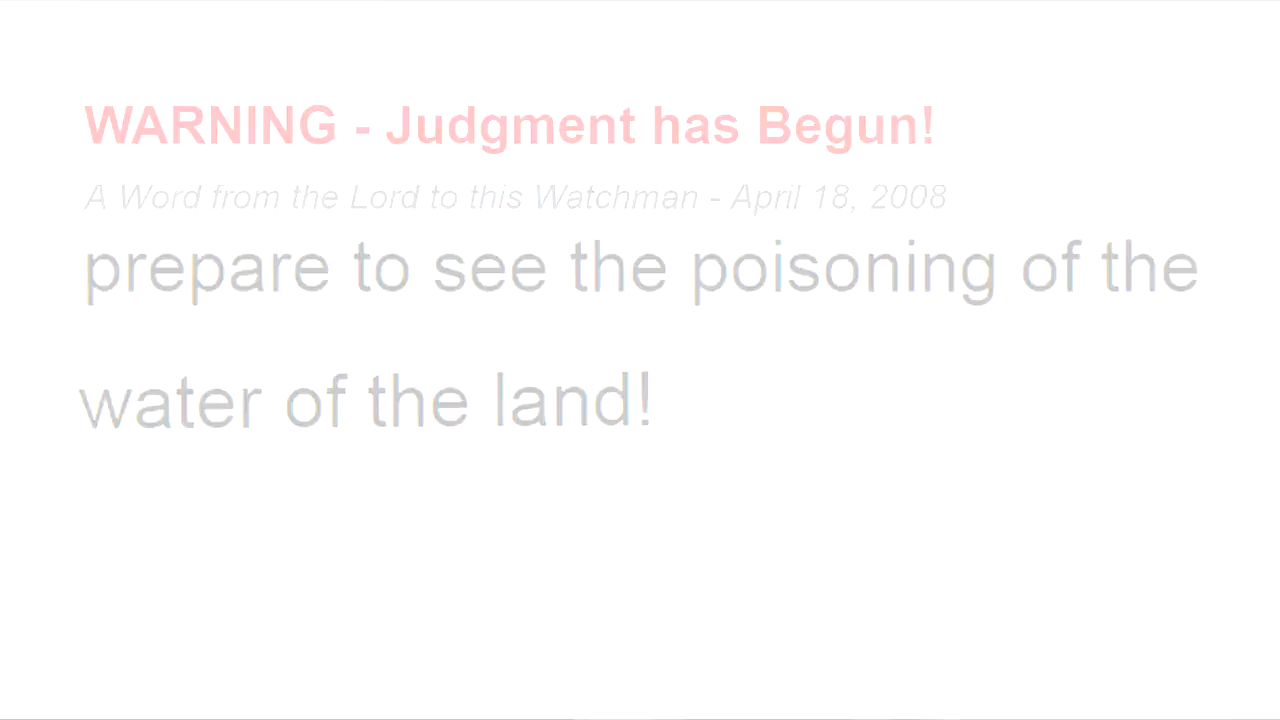 WARNING - Judgment has Begun!
A Word from the Lord to this Watchman - April 18, 2008
prepare to see the poisoning of the
water of the land!